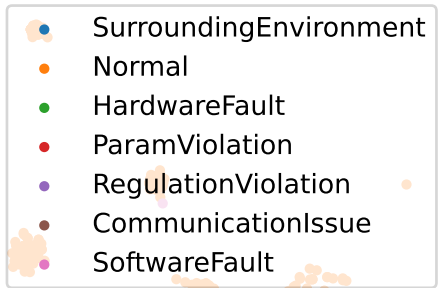 SurroundingEnvironment
Normal
HardwareFault
ParamViolation
RegulationViolation
CommunicationIssue
SoftwareFault